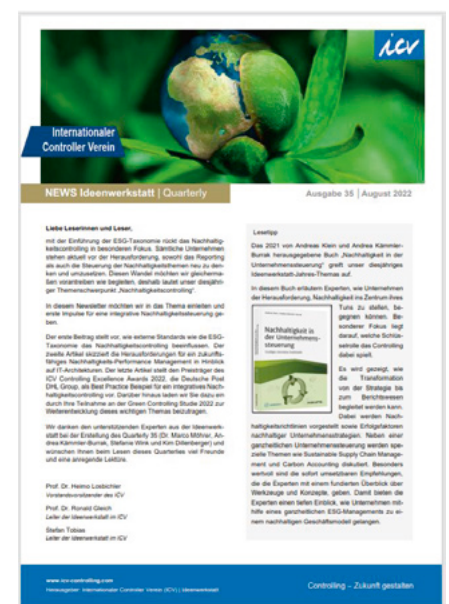 icv
Internationaler
Controller Verein
NEWS Ideenwerkstatt | Quarterly
Ausgabe 35 | August 2022
Liebe Leserinnen und Leser,
mit der Einführung der ESG-Taxonomie rückt das Nachhaltig-
keitscontrolling in besonderen Fokus. Sämtliche Unternehmen
stehen aktuell vor der Herausforderung, sowohl das Reporting
als auch die Steuerung der Nachhaltigkeitsthemen neu zu den-
ken und umzusetzen. Diesen Wandel möchten wir gleicherma-
ßen vorantreiben wie begleiten, deshalb lautet unser diesjähri-
ger Themenschwerpunkt „Nachhaltigkeitscontrolling".
In diesem Newsletter möchten wir in das Thema einleiten und
erste Impulse für eine integrative Nachhaltigkeitssteuerung ge-
ben.
Der erste Beitrag stellt vor, wie externe Standards wie die ESG-
Taxonomie das Nachhaltigkeitscontrolling beeinflussen. Der
zweite Artikel skizziert die Herausforderungen für ein zukunfts-
fähiges Nachhaltigkeits-Performance Management in Hinblick
auf IT-Architekturen. Der letzte Artikel stellt den Preisträger des
ICV Controlling Excellence Awards 2022, die Deutsche Post
DHL Group, als Best Practice Beispiel für ein integratives Nach-
haltigkeitscontrolling vor. Darüber hinaus laden wir Sie dazu ein
durch Ihre Teilnahme an der Green-Controlling Studie 2022 zur
Weiterentwicklung dieses wichtigen Themas beizutragen.
Wir danken den unterstützenden Experten aus der Ideenwerk-
statt bei der Erstellung des Quarterly 35 (Dr. Marco Möhrer, An-
drea Kämmler-Burrak, Stefanie Wink und Kim Dillenberger) und
wünschen Ihnen beim Lesen dieses Quarterlies viel Freunde
und eine anregende Lektüre.
Prof. Dr. Heimo Losbichler
Vorstandsvorsitzender des ICV
Prof. Dr. Ronald Gleich
Leiter der Ideenwerkstatt im ICV
Stefan Tobias
Leiter der Ideenwerkstatt im ICV
Lesetipp
Das 2021 von Andreas Klein und Andrea Kämmler-
Burrak herausgegebene Buch „Nachhaltigkeit in der
Unternehmenssteuerung" greift unser diesjähriges
Ideenwerkstatt-Jahres-Themas auf.
In diesem Buch erläutern Experten, wie Unternehmen
der Herausforderung, Nachhaltigkeit ins Zentrum ihres
Tuns zu stellen, be-
gegnen können. Be-
sonderer Fokus liegt
darauf, welche Schlüs-
selrolle das Controlling
dabei spielt.
Nachhaltigkeit in
der Unternehmens-
steuerung
Es wird gezeigt, wie
die Transformation
von der Strategie bis
zum Berichtswesen
begleitet werden kann.
Dabei werden Nach-
haltigkeitsrichtlinien vorgestellt sowie Erfolgsfaktoren
nachhaltiger Unternehmensstrategien. Neben einer
ganzheitlichen Unternehmenssteuerung werden spe-
zielle Themen wie Sustainable Supply Chain Manage-
ment und Carbon Accounting diskutiert. Besonders
wertvoll sind die sofort umsetzbaren Empfehlungen,
die die Experten mit einem fundierten Überblick über
Werkzeuge und Konzepte, geben. Damit bieten die
Experten einen tiefen Einblick, wie Unternehmen mit-
hilfe eines ganzheitlichen ESG-Managements zu ei-
nem nachhaltigen Geschäftsmodell gelangen.
www.icv-controlling.com
Herausgeber: Internationaler Controller Verein (ICV) | Ideenwerkstatt
Controlling – Zukunft gestalten